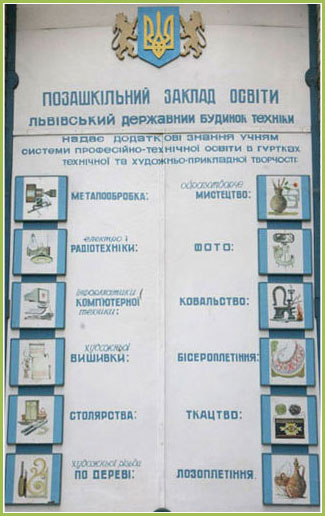 ПОЗАШКІЛЬНИЙ ЗАКЛАД ОСВІТИ
ЛЬВІВСЬКИЙ ДЕРЖАВНИЙ БУДИНОК ТЕХНІКИ
НАДАЄ ДОДАТКОВІ ЗНАННЯ УЧНЯМ
СИСТЕМИ ПРОФЕСІЙНО-ТЕХНІЧНОЇ ОСВІТИ В ГУРТКАХ
ТЕХНІЧНОЇ ТА ХУДОЖНЬО-ПРИКЛАДНОЇ ТВОРЧОСТІ:
МЕТАЛООБРОБКА:
електро і
РАДІОТЕХНІКИ:
інформатики і
КОМП'ЮТЕРНОЇ
техніки:
художньої
ВИШИВКИ:
СТОЛЯРСТВА:
художньої різьби
ПО ДЕРЕВІ:
образотворче
МИСТЕЦТВО:
ФОТО:
КОВАЛЬСТВО:
БІСЕРОПЛЕТІННЯ:
ТКАЦТВО:
ЛОЗОПЛЕТІННЯ.